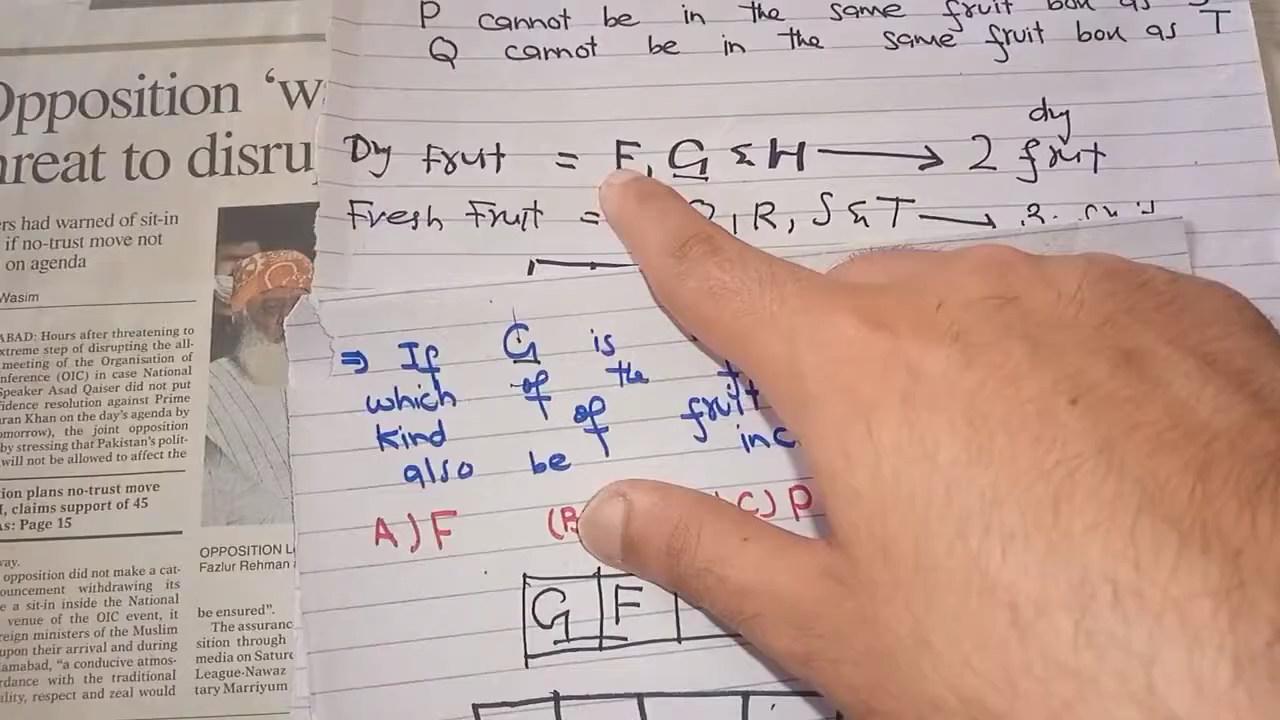 P cannot be in the same fruit box as
Q cannot be in the same fruit box as T
Dry Fruit = F, G & H → 2 dry fruit
Fresh Fruit = R, S & T →
⇒ If G is
which of the
kind of fruit
also be inc
A) F (B C) P
G F
Opposition 'w
hreat to disru
ers had warned of sit-in
if no-trust move not
on agenda
Wasim
ABAD: Hours after threatening to
xtreme step of disrupting the all-
meeting of the Organisation of
nference (OIC) in case National
Speaker Asad Qaiser did not put
fidence resolution against Prime
ran Khan on the day's agenda by
omorrow), the joint opposition
by stressing that Pakistan's polit-
will not be allowed to affect the
ion plans no-trust move
, claims support of 45
As: Page 15
way.
opposition did not make a cat-
ouncement withdrawing its
e a sit-in inside the National
venue of the OIC event, it
reign ministers of the Muslim
upon their arrival and during
amabad, "a conducive atmos-
rdance with the traditional
lity, respect and zeal would
OPPOSITION L
Fazlur Rehman
be ensured".
The assuranc
sition through
media on Satur
League-Nawaz
tary Marriyum